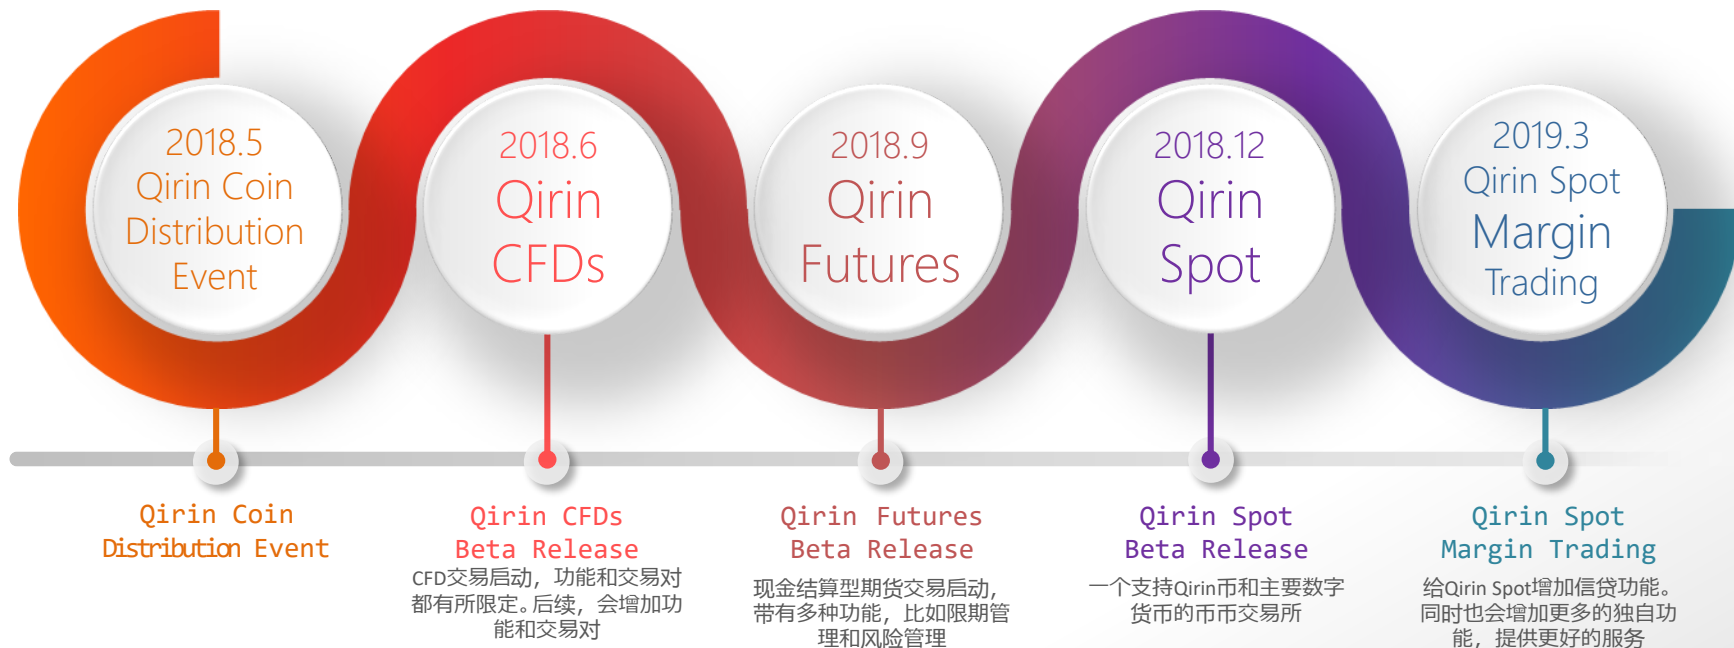 2018.5
Qirin Coin
Distribution
Event
2018.6
Qirin
CFDs
2018.9
Qirin
Futures
2018.12
Qirin
Spot
2019.3
Qirin Spot
Margin
Trading
Qirin Coin
Distribution Event
Qirin CFDs
Beta Release
CFD交易启动，功能和交易对
都有所限定。后续，会增加功
能和交易对
Qirin Futures
Beta Release
现金结算型期货交易启动，
带有多种功能，比如限期管
理和风险管理
Qirin Spot
Beta Release
一个支持Qirin币和主要数字
货币的币币交易所
Qirin Spot
Margin Trading
给Qirin Spot增加信贷功能。
同时也会增加更多的独自功
能，提供更好的服务